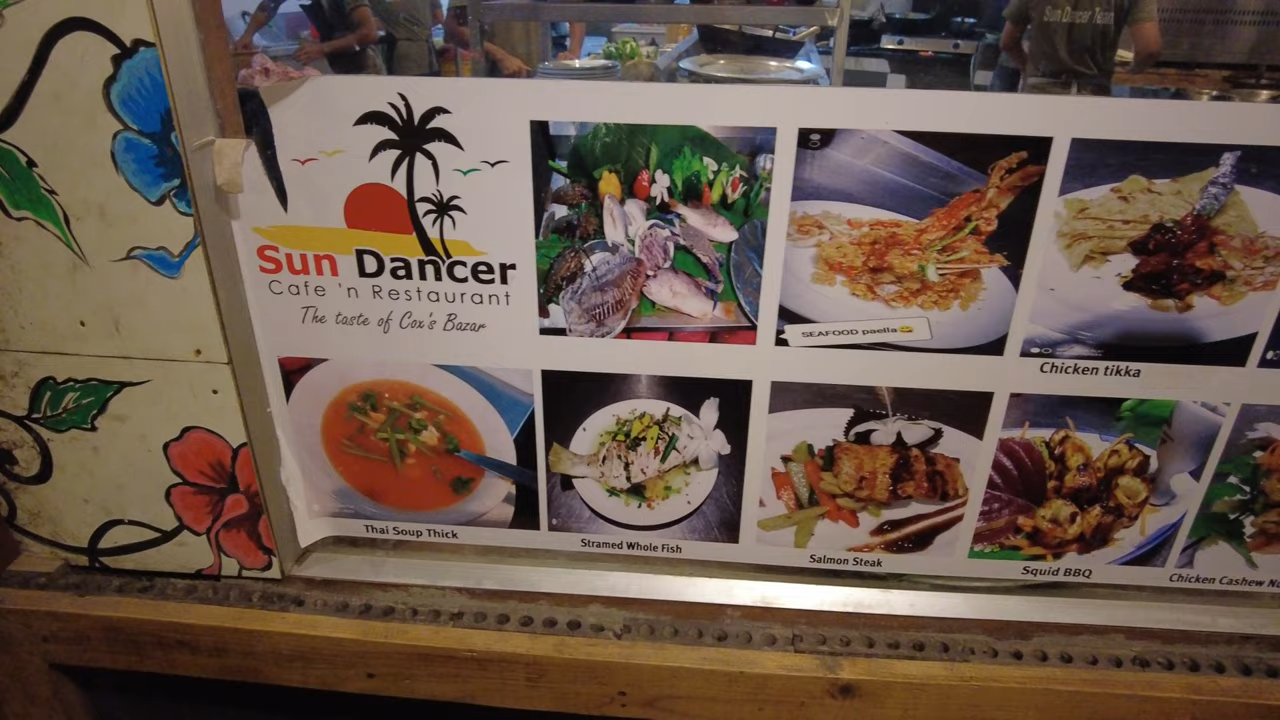 Sun Dancer Team
Sun Dancer
Cafe 'n Restaurant
The taste of Cox's Bazar
SEAFOOD paella😄
Chicken tikka
Thai Soup Thick
Stramed Whole Fish
Salmon Steak
Squid BBQ
Chicken Cashew